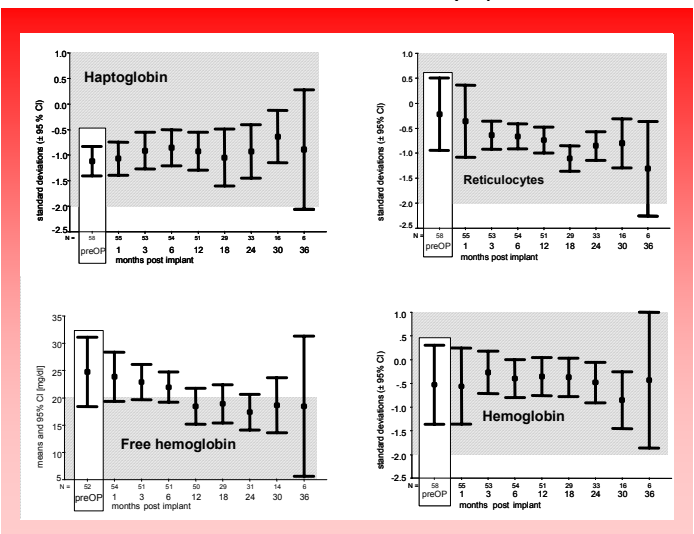 Haptoglobin
standard deviations (± 95 % CI)
1.0
0.5
0.0
-0.5
-1.0
-1.5
-2.0
-2.5
N = 58 55 53 54 51 29 33 16 6
preOP 1 3 6 12 18 24 30 36
months post implant
Reticulocytes
standard deviations (± 95 % CI)
1.0
0.5
0.0
-0.5
-1.0
-1.5
-2.0
-2.5
N = 58 55 53 54 51 29 33 16 6
preOP 1 3 6 12 18 24 30 36
months post implant
Free hemoglobin
means and 95% CI [mg/dl]
35
30
25
20
15
10
5
N = 52 54 51 51 50 29 31 14 6
preOP 1 3 6 12 18 24 30 36
months post implant
Hemoglobin
standard deviations (± 95 % CI)
1.0
.5
0.0
-.5
-1.0
-1.5
-2.0
-2.5
N = 58 55 53 54 51 29 33 16 6
preOP 1 3 6 12 18 24 30 36
months post implant